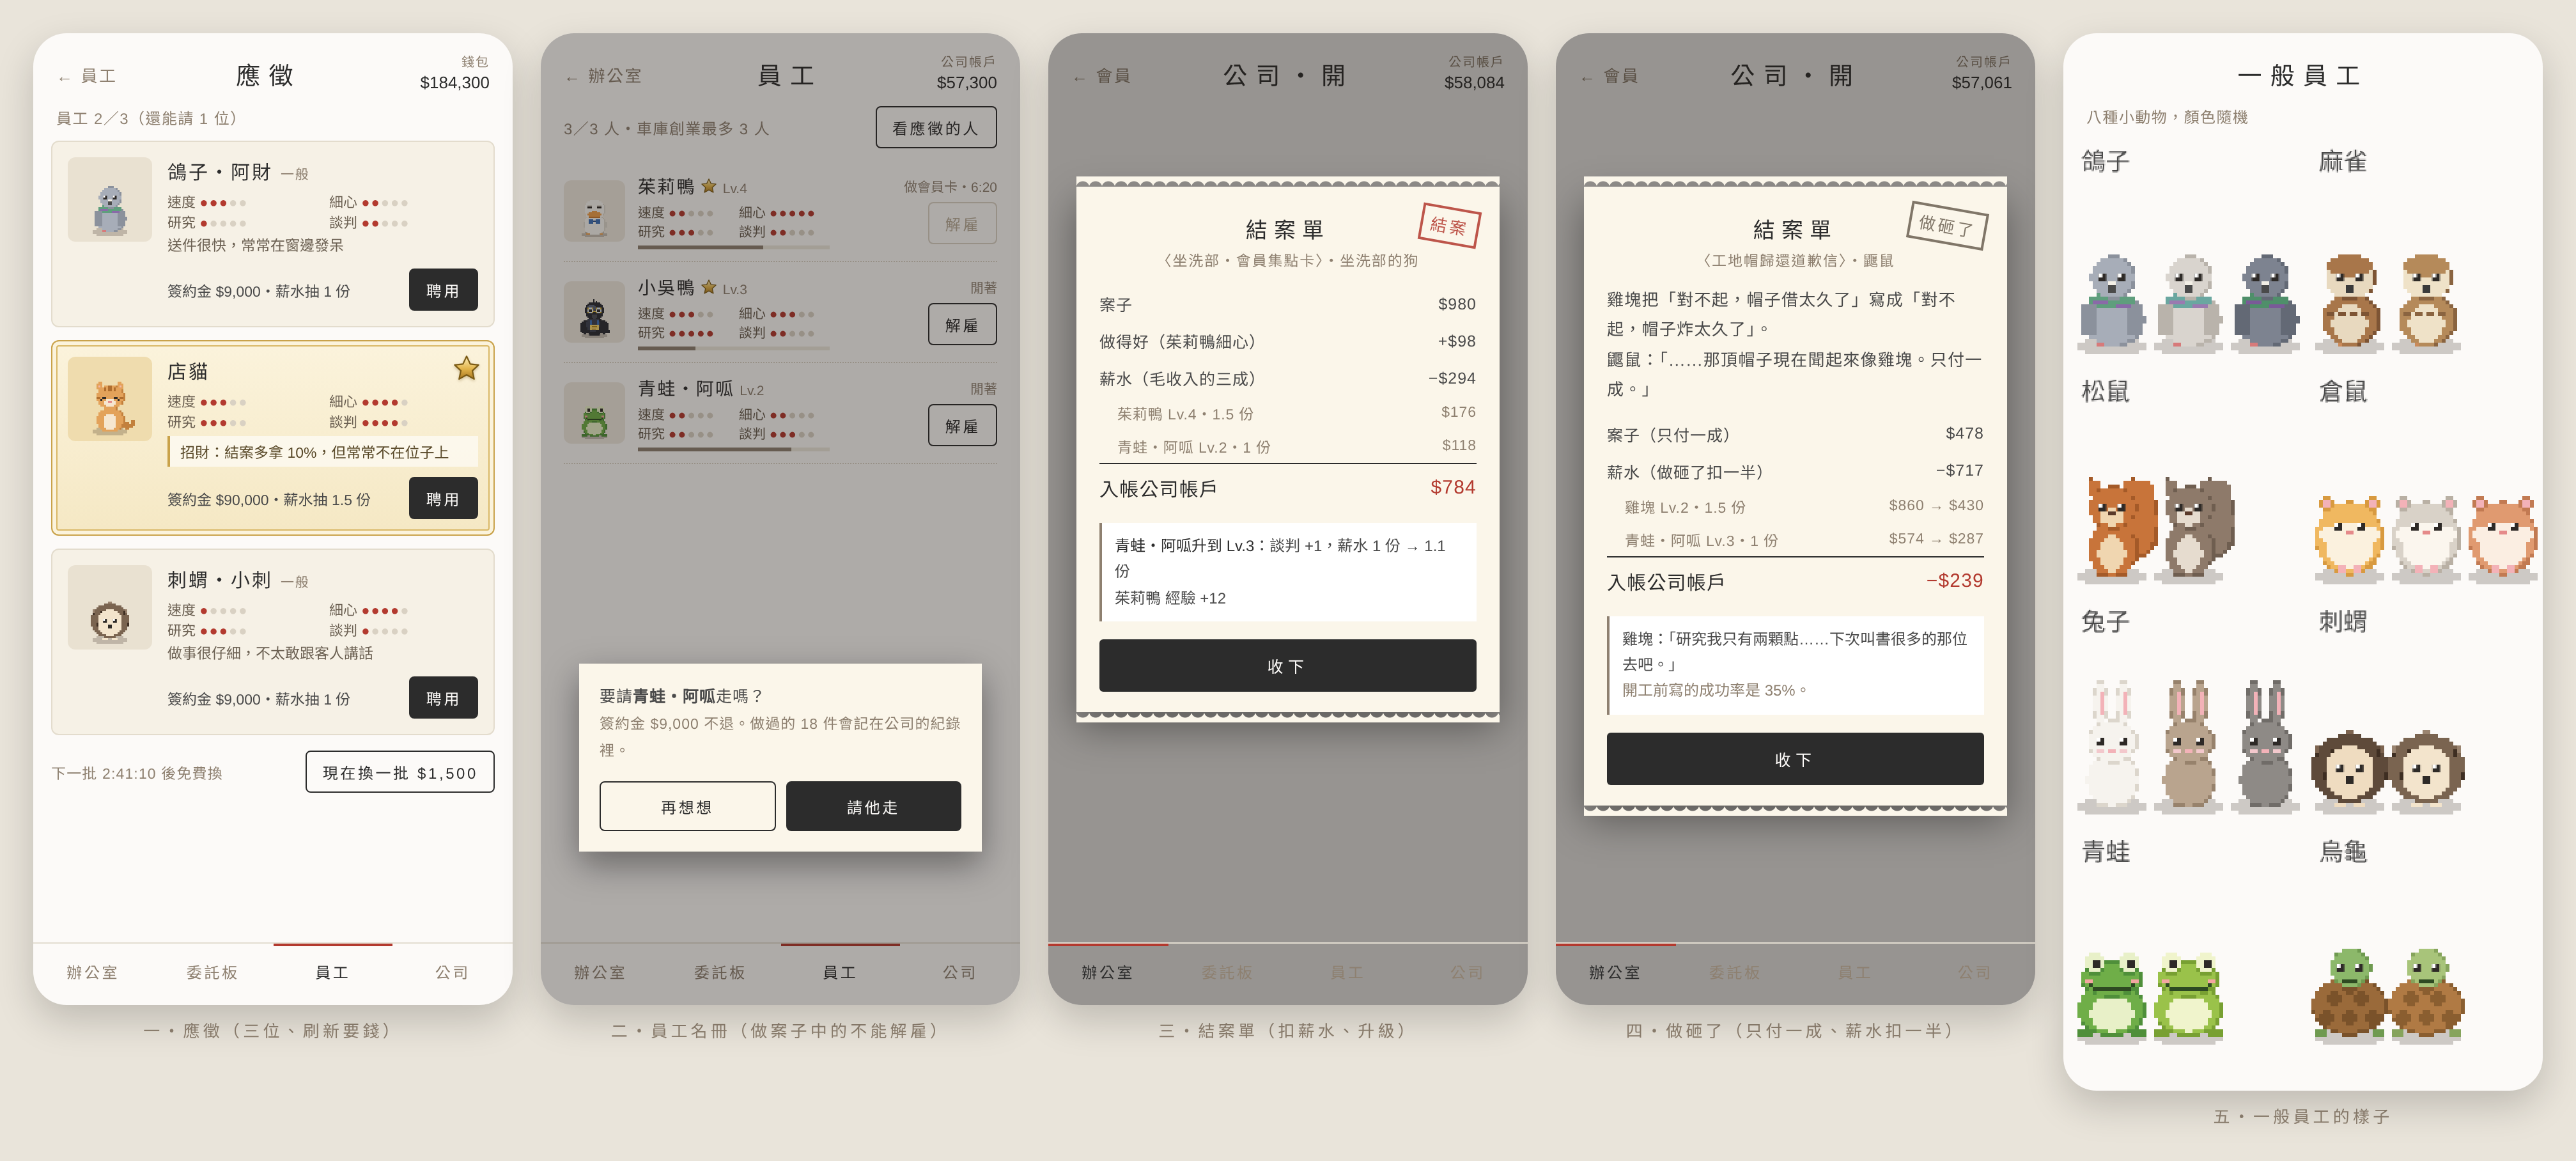 ← 員工
應徵
錢包
$184,300
員工 2／3（還能請 1 位）
鴿子・阿財 一般
速度 細心
研究 談判
送件很快，常常在窗邊發呆
簽約金 $9,000・薪水抽 1 份
聘用
店貓
速度 細心
研究 談判
招財：結案多拿 10%，但常常不在位子上
簽約金 $90,000・薪水抽 1.5 份
聘用
刺蝟・小刺 一般
速度 細心
研究 談判
做事很仔細，不太敢跟客人講話
簽約金 $9,000・薪水抽 1 份
聘用
下一批 2:41:10 後免費換
現在換一批 $1,500
辦公室 委託板 員工 公司
一・應徵（三位、刷新要錢）
← 辦公室
員工
公司帳戶
$57,300
3／3 人・車庫創業最多 3 人
看應徵的人
茱莉鴨 Lv.4
做會員卡・6:20
速度 細心
研究 談判
解雇
小吳鴨 Lv.3
閒著
速度 細心
研究 談判
解雇
青蛙・阿呱 Lv.2
閒著
速度 細心
研究 談判
解雇
要請青蛙・阿呱走嗎？
簽約金 $9,000 不退。做過的 18 件會記在公司的紀錄
裡。
再想想
請他走
辦公室 委託板 員工 公司
二・員工名冊（做案子中的不能解雇）
← 會員
公司・開
公司帳戶
$58,084
結案單
結案
〈坐洗部・會員集點卡〉・坐洗部的狗
案子 $980
做得好（茱莉鴨細心） +$98
薪水（毛收入的三成） −$294
茱莉鴨 Lv.4・1.5 份 $176
青蛙・阿呱 Lv.2・1 份 $118
入帳公司帳戶 $784
青蛙・阿呱升到 Lv.3：談判 +1，薪水 1 份 → 1.1
份
茱莉鴨 經驗 +12
收下
辦公室 委託板 員工 公司
三・結案單（扣薪水、升級）
← 會員
公司・開
公司帳戶
$57,061
結案單
做砸了
〈工地帽歸還道歉信〉・鼴鼠
雞塊把「對不起，帽子借太久了」寫成「對不
起，帽子炸太久了」。
鼴鼠：「……那頂帽子現在聞起來像雞塊。只付一
成。」
案子（只付一成） $478
薪水（做砸了扣一半） −$717
雞塊 Lv.2・1.5 份 $860 → $430
青蛙・阿呱 Lv.3・1 份 $574 → $287
入帳公司帳戶 −$239
雞塊：「研究我只有兩顆點……下次叫書很多的那位
去吧。」
開工前寫的成功率是 35%。
收下
辦公室 委託板 員工 公司
四・做砸了（只付一成、薪水扣一半）
一般員工
八種小動物，顏色隨機
鴿子 麻雀
松鼠 倉鼠
兔子 刺蝟
青蛙 烏龜
五・一般員工的樣子